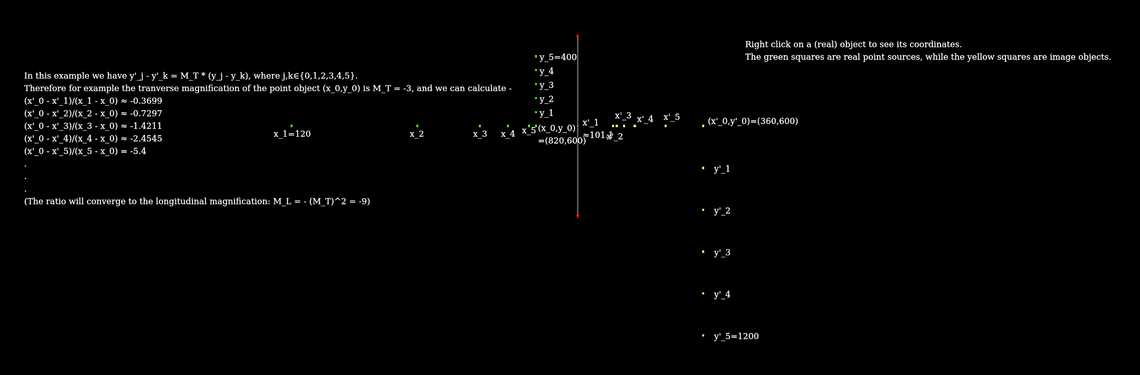 Right click on a (real) object to see its coordinates.
The green squares are real point sources, while the yellow squares are image objects.
In this example we have y'_j - y'_k = M_T * (y_j - y_k), where j,k∈{0,1,2,3,4,5}.
Therefore for example the tranverse magnification of the point object (x_0,y_0) is M_T = -3, and we can calculate -
(x'_0 - x'_1)/(x_1 - x_0) ≈ -0.3699
(x'_0 - x'_2)/(x_2 - x_0) ≈ -0.7297
(x'_0 - x'_3)/(x_3 - x_0) ≈ -1.4211
(x'_0 - x'_4)/(x_4 - x_0) ≈ -2.4545
(x'_0 - x'_5)/(x_5 - x_0) = -5.4
.
.
.
(The ratio will converge to the longitudinal magnification: M_L = - (M_T)^2 = -9)
x_1=120
x_2
x_3
x_4
x_5
y_5=400
y_4
y_3
y_2
y_1
(x_0,y_0)
=(820,600)
x'_1
x'_2
x'_3
x'_4
x'_5
(x'_0,y'_0)=(360,600)
y'_1
y'_2
y'_3
y'_4
y'_5=1200